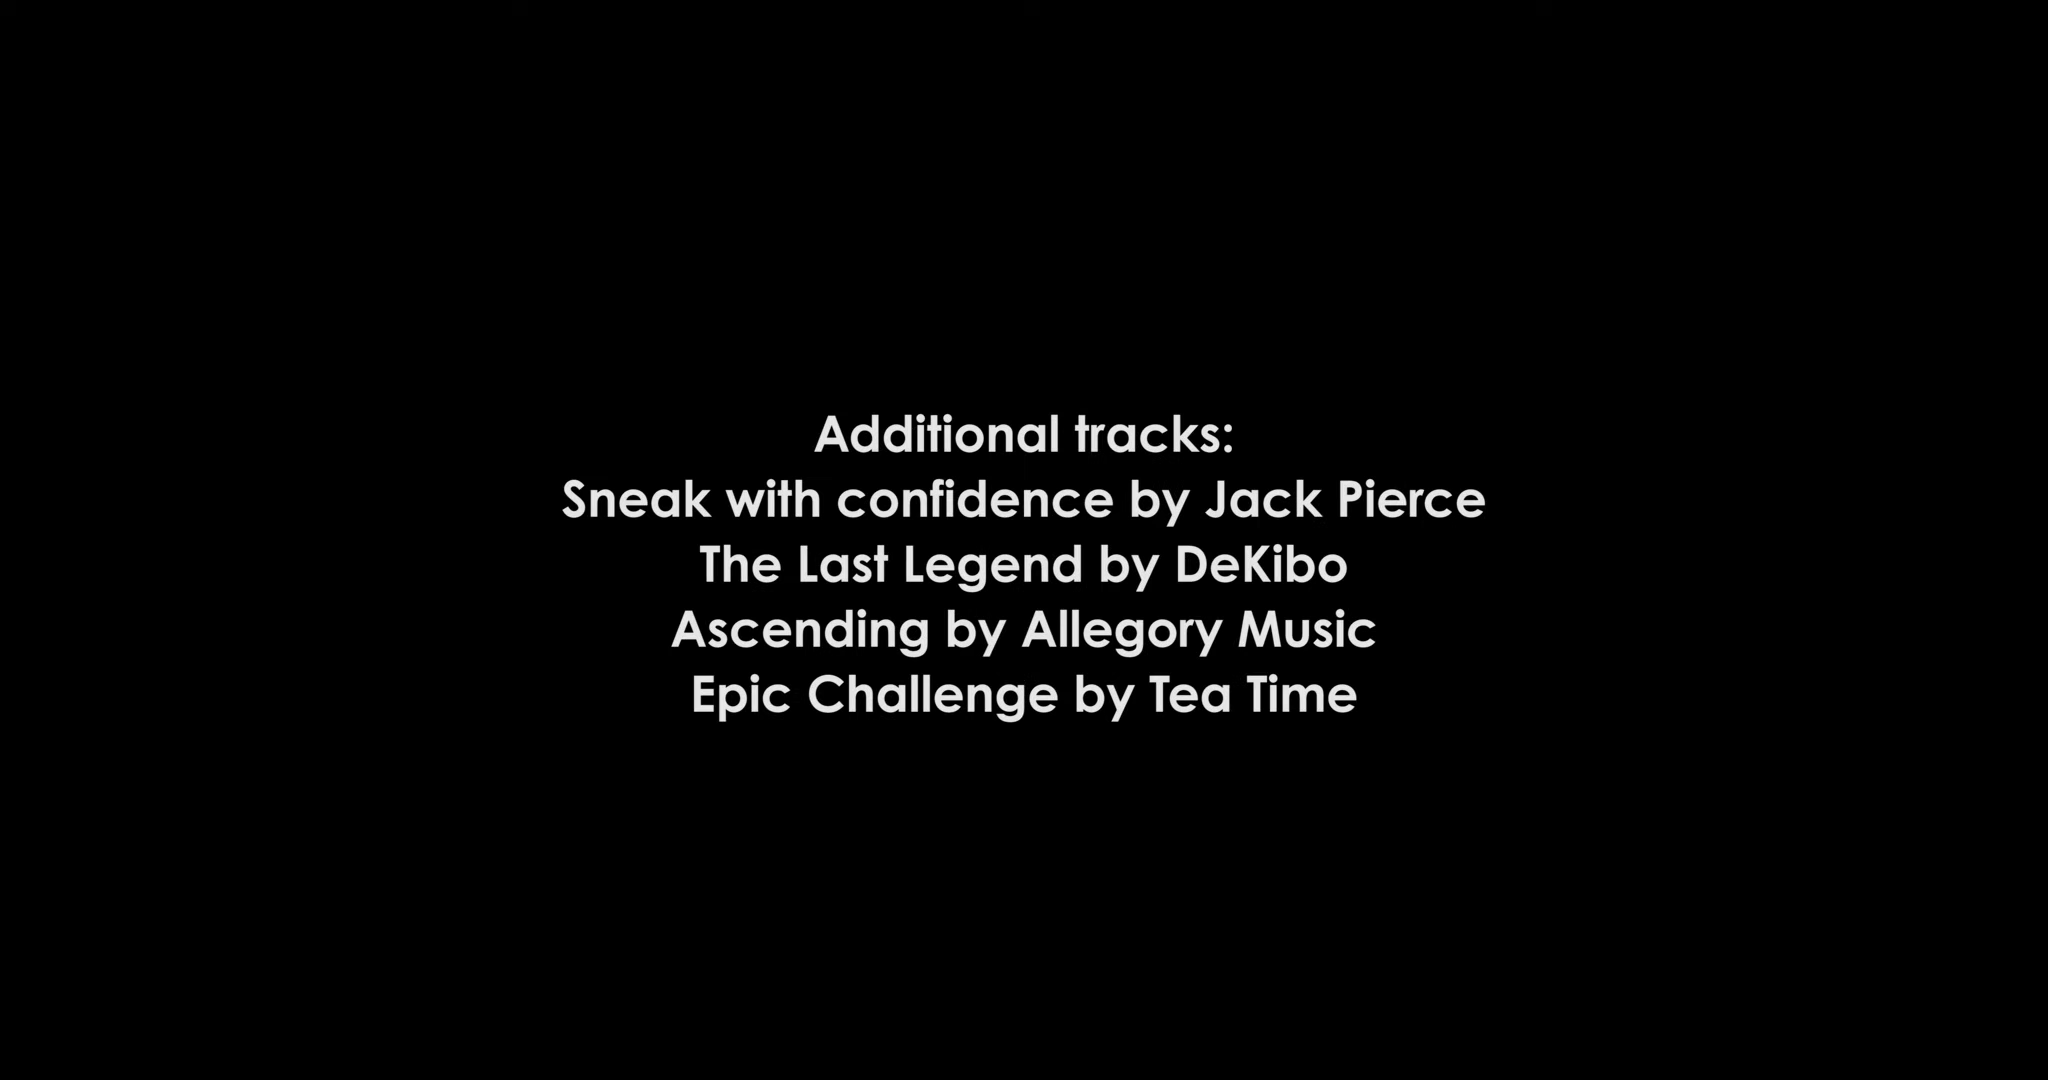 Additional tracks:
Sneak with confidence by Jack Pierce
The Last Legend by DeKibo
Ascending by Allegory Music
Epic Challenge by Tea Time